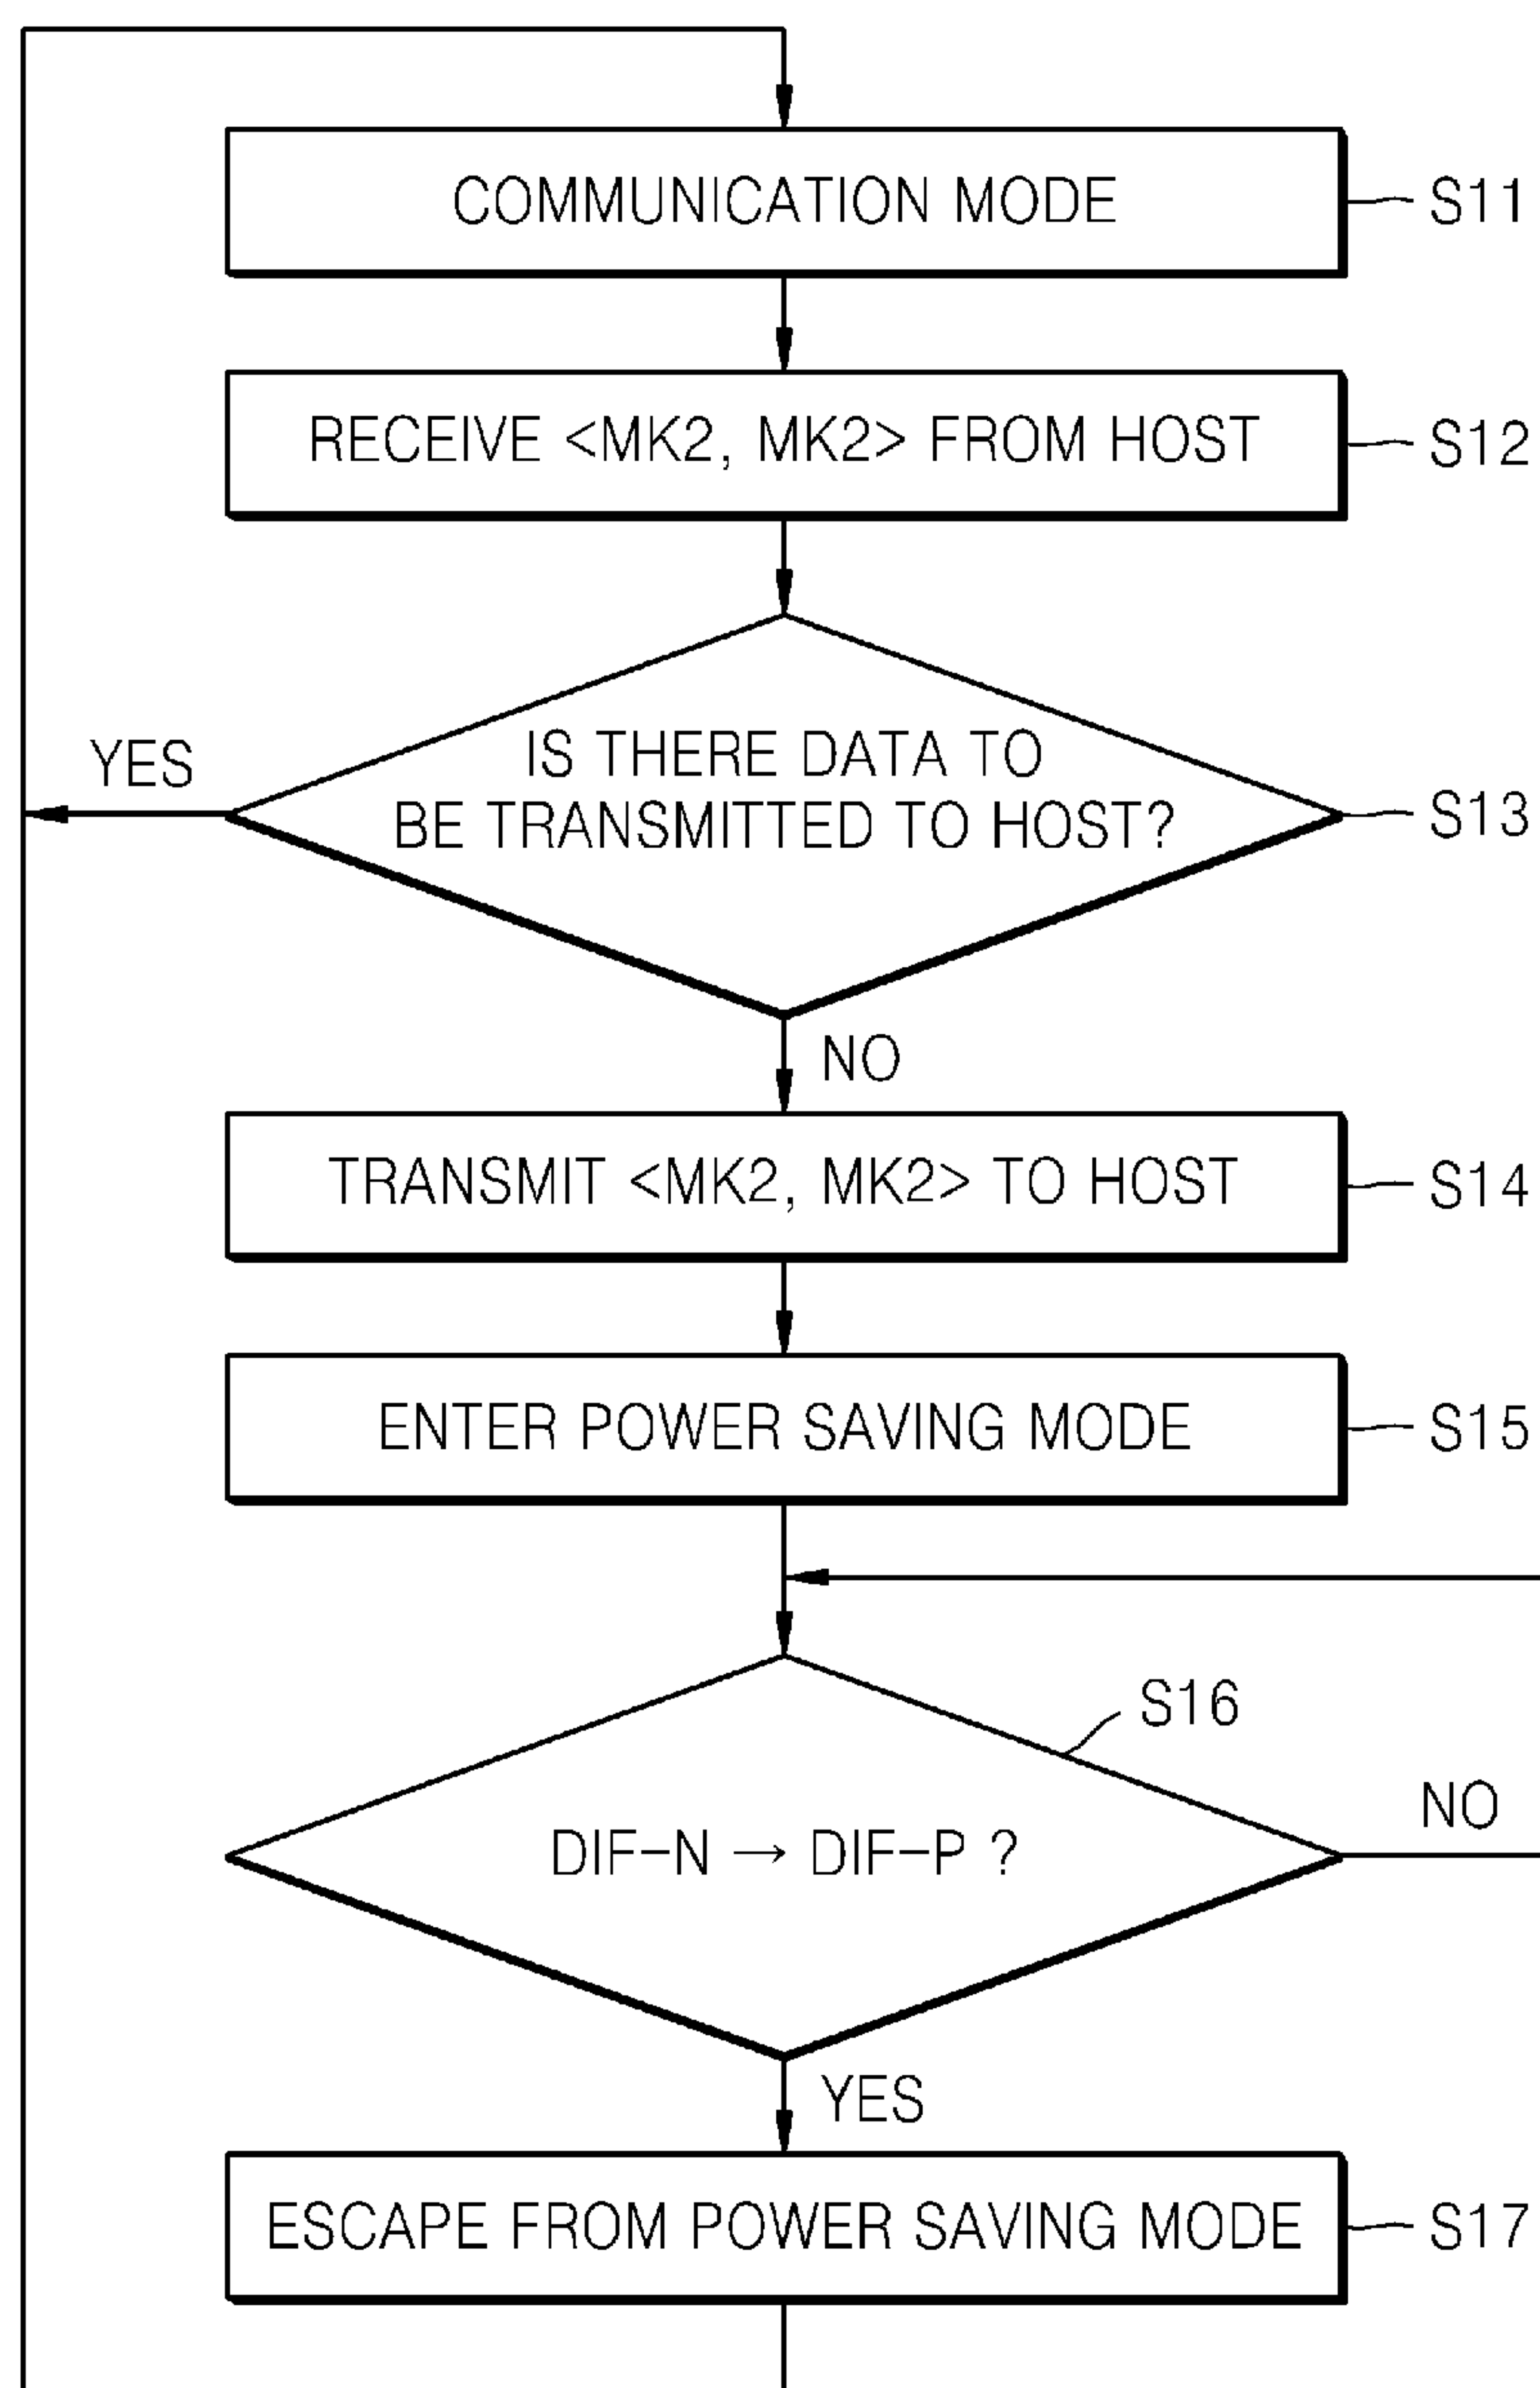 COMMUNICATION MODE
S11
RECEIVE <MK2, MK2> FROM HOST
S12
IS THERE DATA TO
BE TRANSMITTED TO HOST?
YES
S13
NO
TRANSMIT <MK2, MK2> TO HOST
S14
ENTER POWER SAVING MODE
S15
S16
DIF-N → DIF-P ?
NO
YES
ESCAPE FROM POWER SAVING MODE
S17